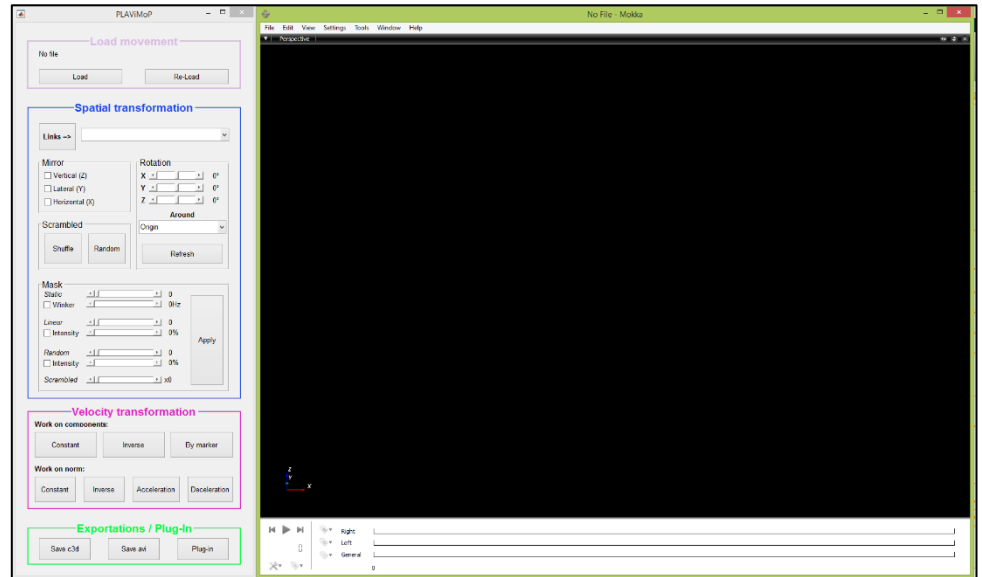 PLAViMoP
Load movement
No file
Load
Re-Load
Spatial transformation
Links -->
Mirror
Vertical (Z)
Lateral (Y)
Horizontal (X)
Rotation
X 0°
Y 0°
Z 0°
Around
Origin
Refresh
Scrambled
Shuffle
Random
Mask
Static 0
Winker 0Hz
Linear 0
Intensity 0%
Random 0
Intensity 0%
Scrambled x0
Apply
Velocity transformation
Work on components:
Constant
Inverse
By marker
Work on norm:
Constant
Inverse
Acceleration
Deceleration
Exportations / Plug-In
Save c3d
Save avi
Plug-in
No File - Mokka
File Edit View Settings Tools Window Help
Perspective
Z
Y
X
Right
Left
General
0